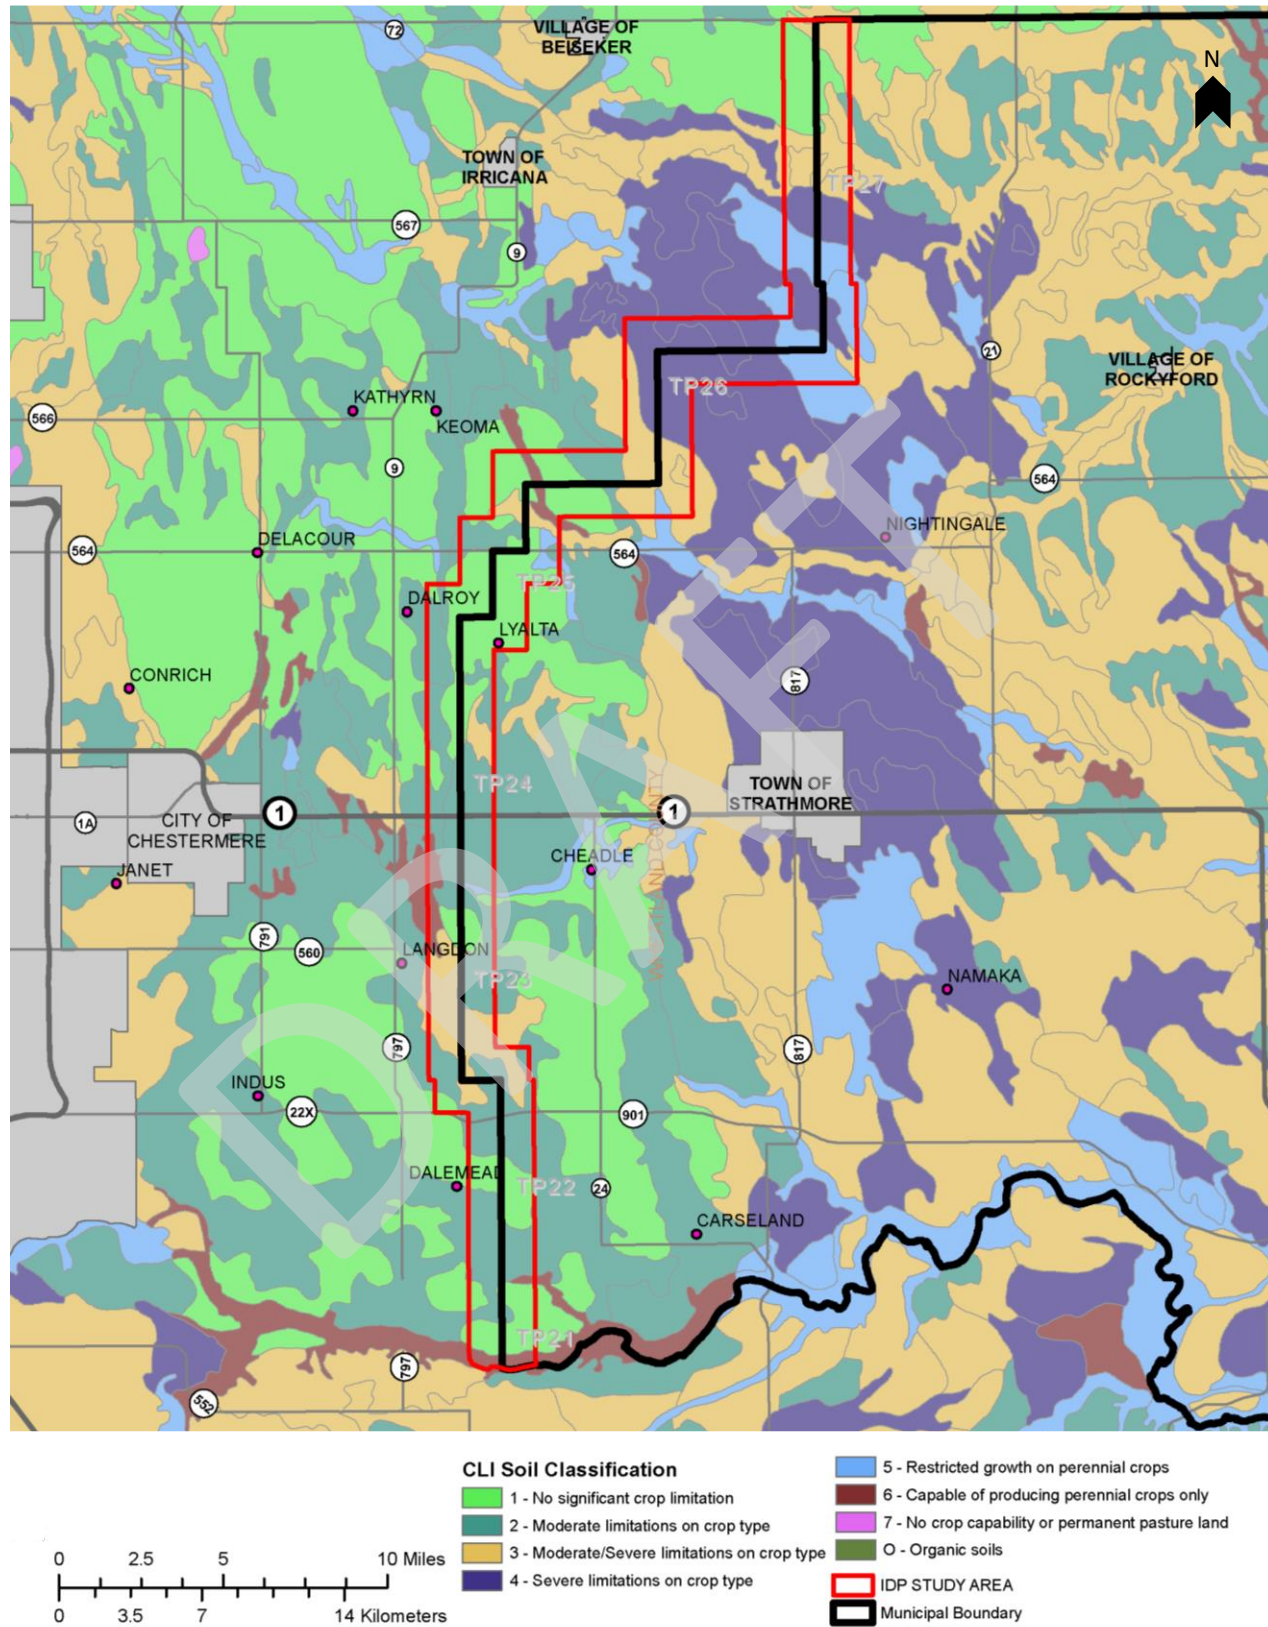 72
VILLAGE OF
BEISEKER
N
TOWN OF
IRRICANA
TP27
567
9
21
VILLAGE OF
ROCKYFORD
TP26
KATHYRN
566
KEOMA
9
564
NIGHTINGALE
564
DELACOUR
564
TP25
DALROY
LYALTA
CONRICH
817
TP24
TOWN OF
STRATHMORE
1
1
1A
CITY OF
CHESTERMERE
CHEADLE
JANET
WHEATLAND COUNTY
791
560
LANGDON
TP23
NAMAKA
797
817
INDUS
22X
901
DALEMEAD
TP22
24
CARSELAND
TP21
797
552
DRAFT
CLI Soil Classification
1 - No significant crop limitation
2 - Moderate limitations on crop type
3 - Moderate/Severe limitations on crop type
4 - Severe limitations on crop type
5 - Restricted growth on perennial crops
6 - Capable of producing perennial crops only
7 - No crop capability or permanent pasture land
O - Organic soils
IDP STUDY AREA
Municipal Boundary
0 2.5 5 10 Miles
0 3.5 7 14 Kilometers